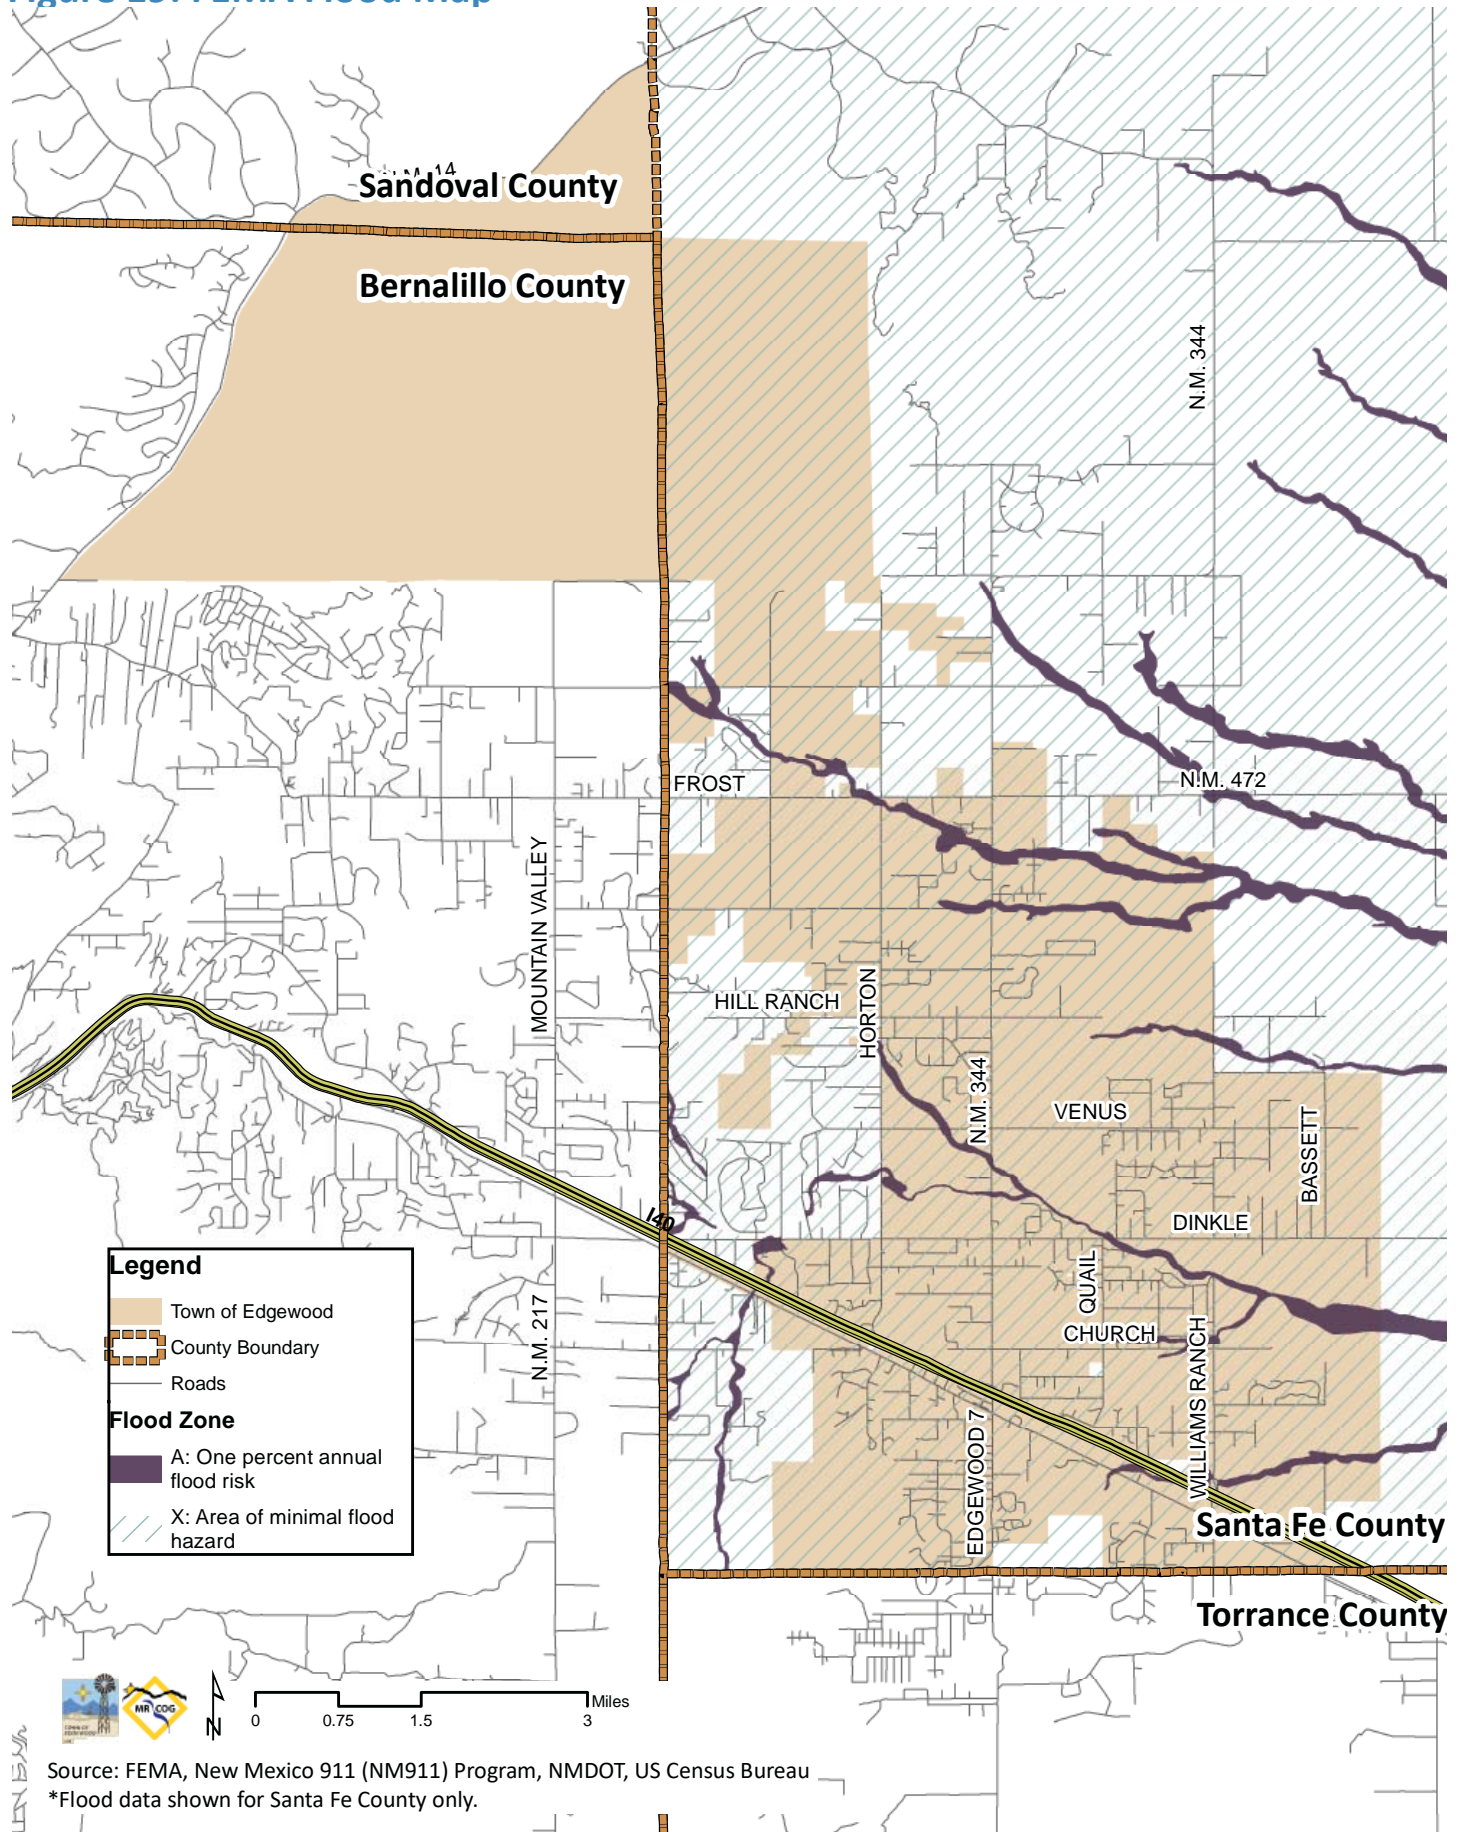 Sandoval County
Bernalillo County
N.M. 344
FROST
N.M. 472
MOUNTAIN VALLEY
HILL RANCH
HORTON
N.M. 344
VENUS
BASSETT
DINKLE
I40
QUAIL
CHURCH
N.M. 217
WILLIAMS RANCH
EDGEWOOD 7
Santa Fe County
Torrance County
Legend
Town of Edgewood
County Boundary
Roads
Flood Zone
A: One percent annual
flood risk
X: Area of minimal flood
hazard
MR COG
N
0 0.75 1.5 3
Miles
Source: FEMA, New Mexico 911 (NM911) Program, NMDOT, US Census Bureau
*Flood data shown for Santa Fe County only.